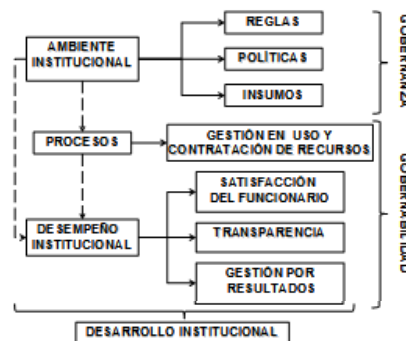 REGLAS
AMBIENTE
INSTITUCIONAL
POLÍTICAS
INSUMOS
GOBERNANZA
PROCESOS
GESTIÓN EN USO Y
CONTRATACIÓN DE RECURSOS
SATISFACCIÓN
DEL FUNCIONARIO
DESEMPEÑO
INSTITUCIONAL
TRANSPARENCIA
GESTIÓN POR
RESULTADOS
GOBERNABILIDAD
DESARROLLO INSTITUCIONAL